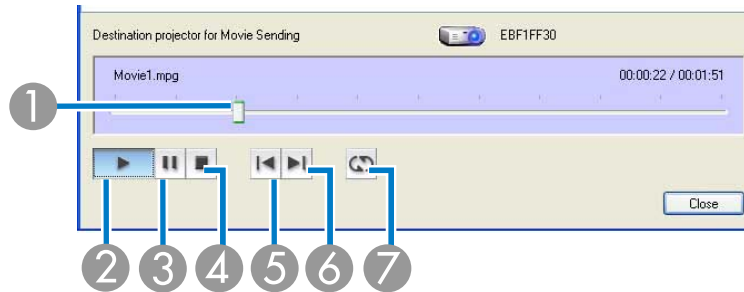 Destination projector for Movie Sending EBF1FF30
Movie1.mpg 00:00:22 / 00:01:51
1
Close
2 3 4 5 6 7